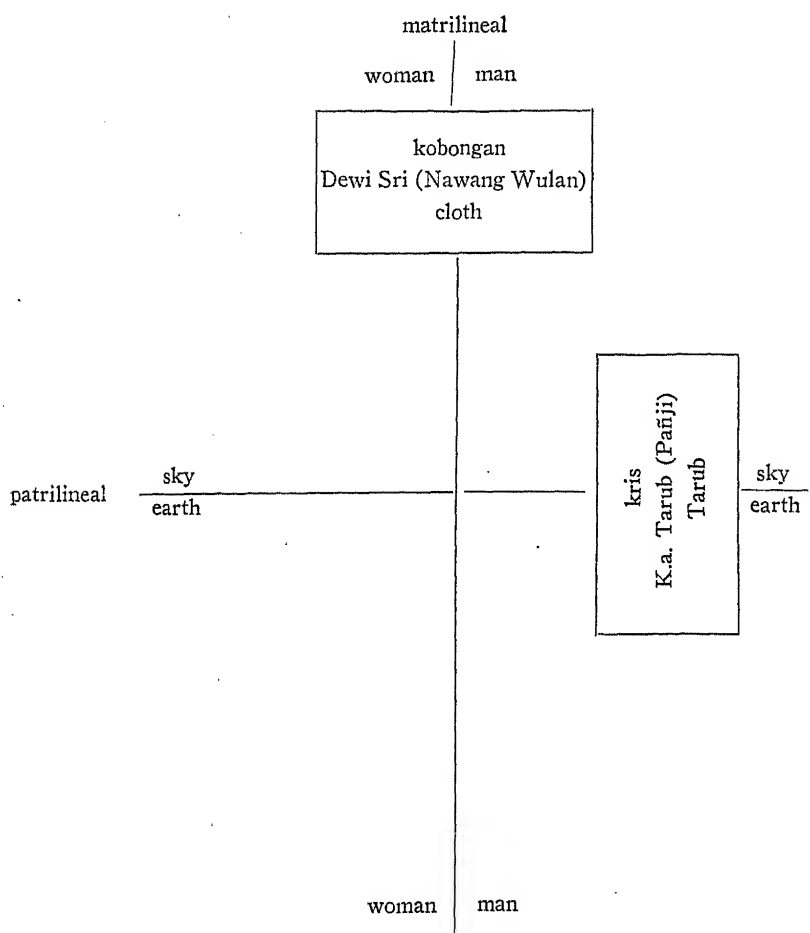 matrilineal
woman man
kobongan
Dewi Sri (Nawang Wulan)
cloth
kris
K.a. Tarub (Pañji)
Tarub
patrilineal sky sky
earth earth
woman man